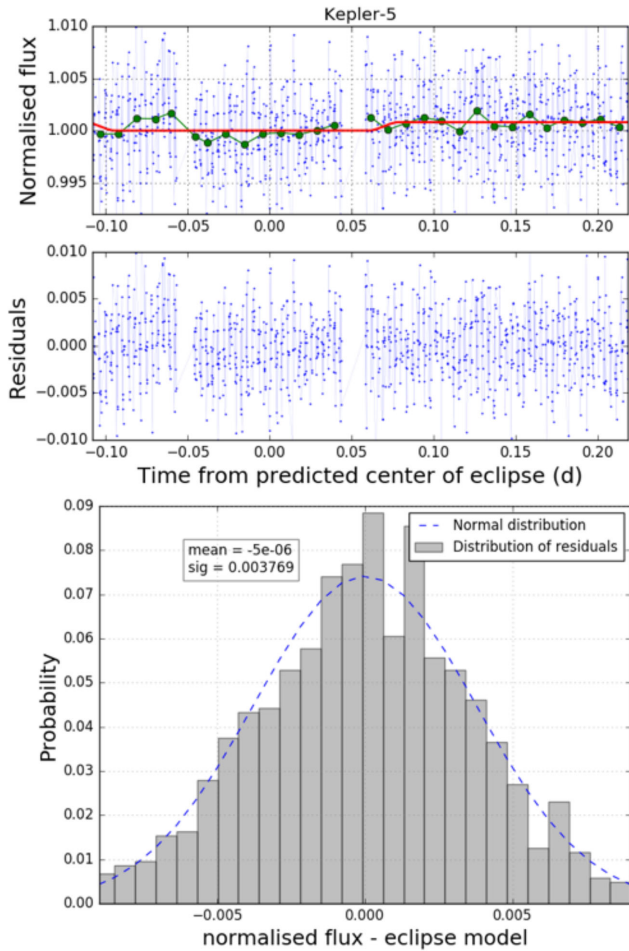 Kepler-5
Normalised flux
1.010
1.005
1.000
0.995
−0.10 −0.05 0.00 0.05 0.10 0.15 0.20
Residuals
0.010
0.005
0.000
−0.005
−0.010
−0.10 −0.05 0.00 0.05 0.10 0.15 0.20
Time from predicted center of eclipse (d)
Probability
0.09
0.08
0.07
0.06
0.05
0.04
0.03
0.02
0.01
0.00
mean = -5e-06
sig = 0.003769
Normal distribution
Distribution of residuals
−0.005 0.000 0.005
normalised flux - eclipse model